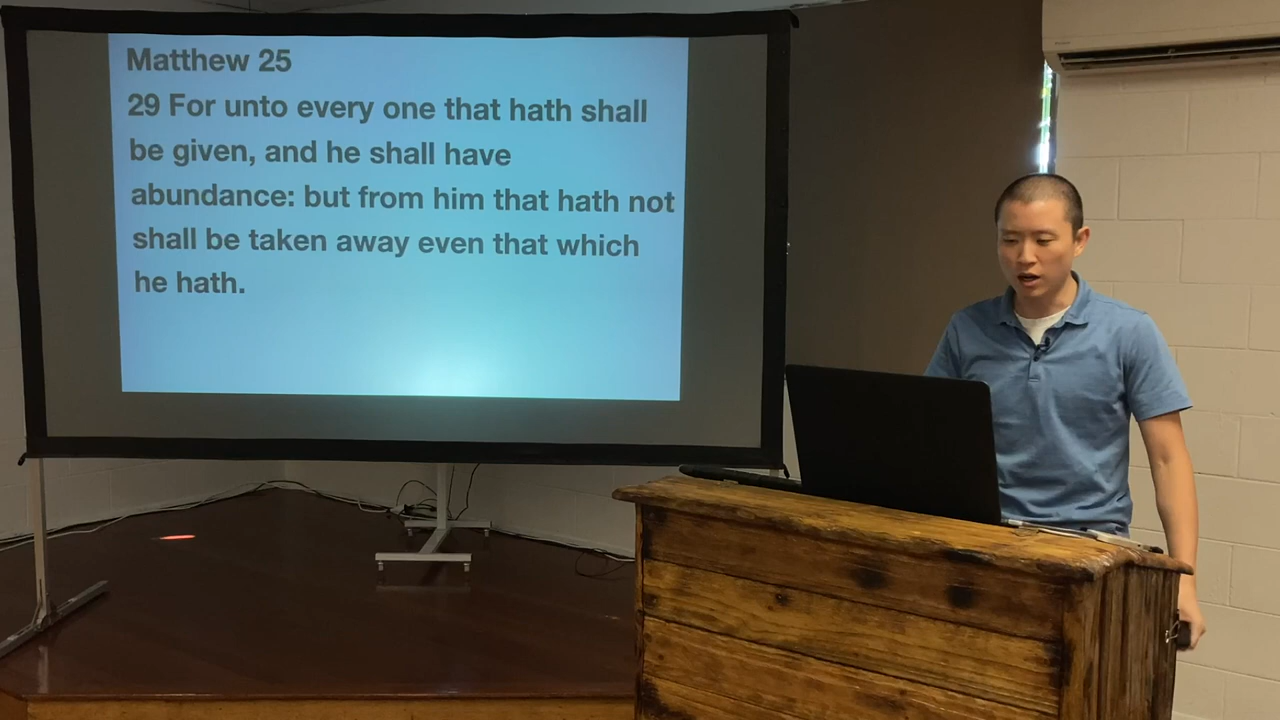 Matthew 25
29 For unto every one that hath shall
be given, and he shall have
abundance: but from him that hath not
shall be taken away even that which
he hath.